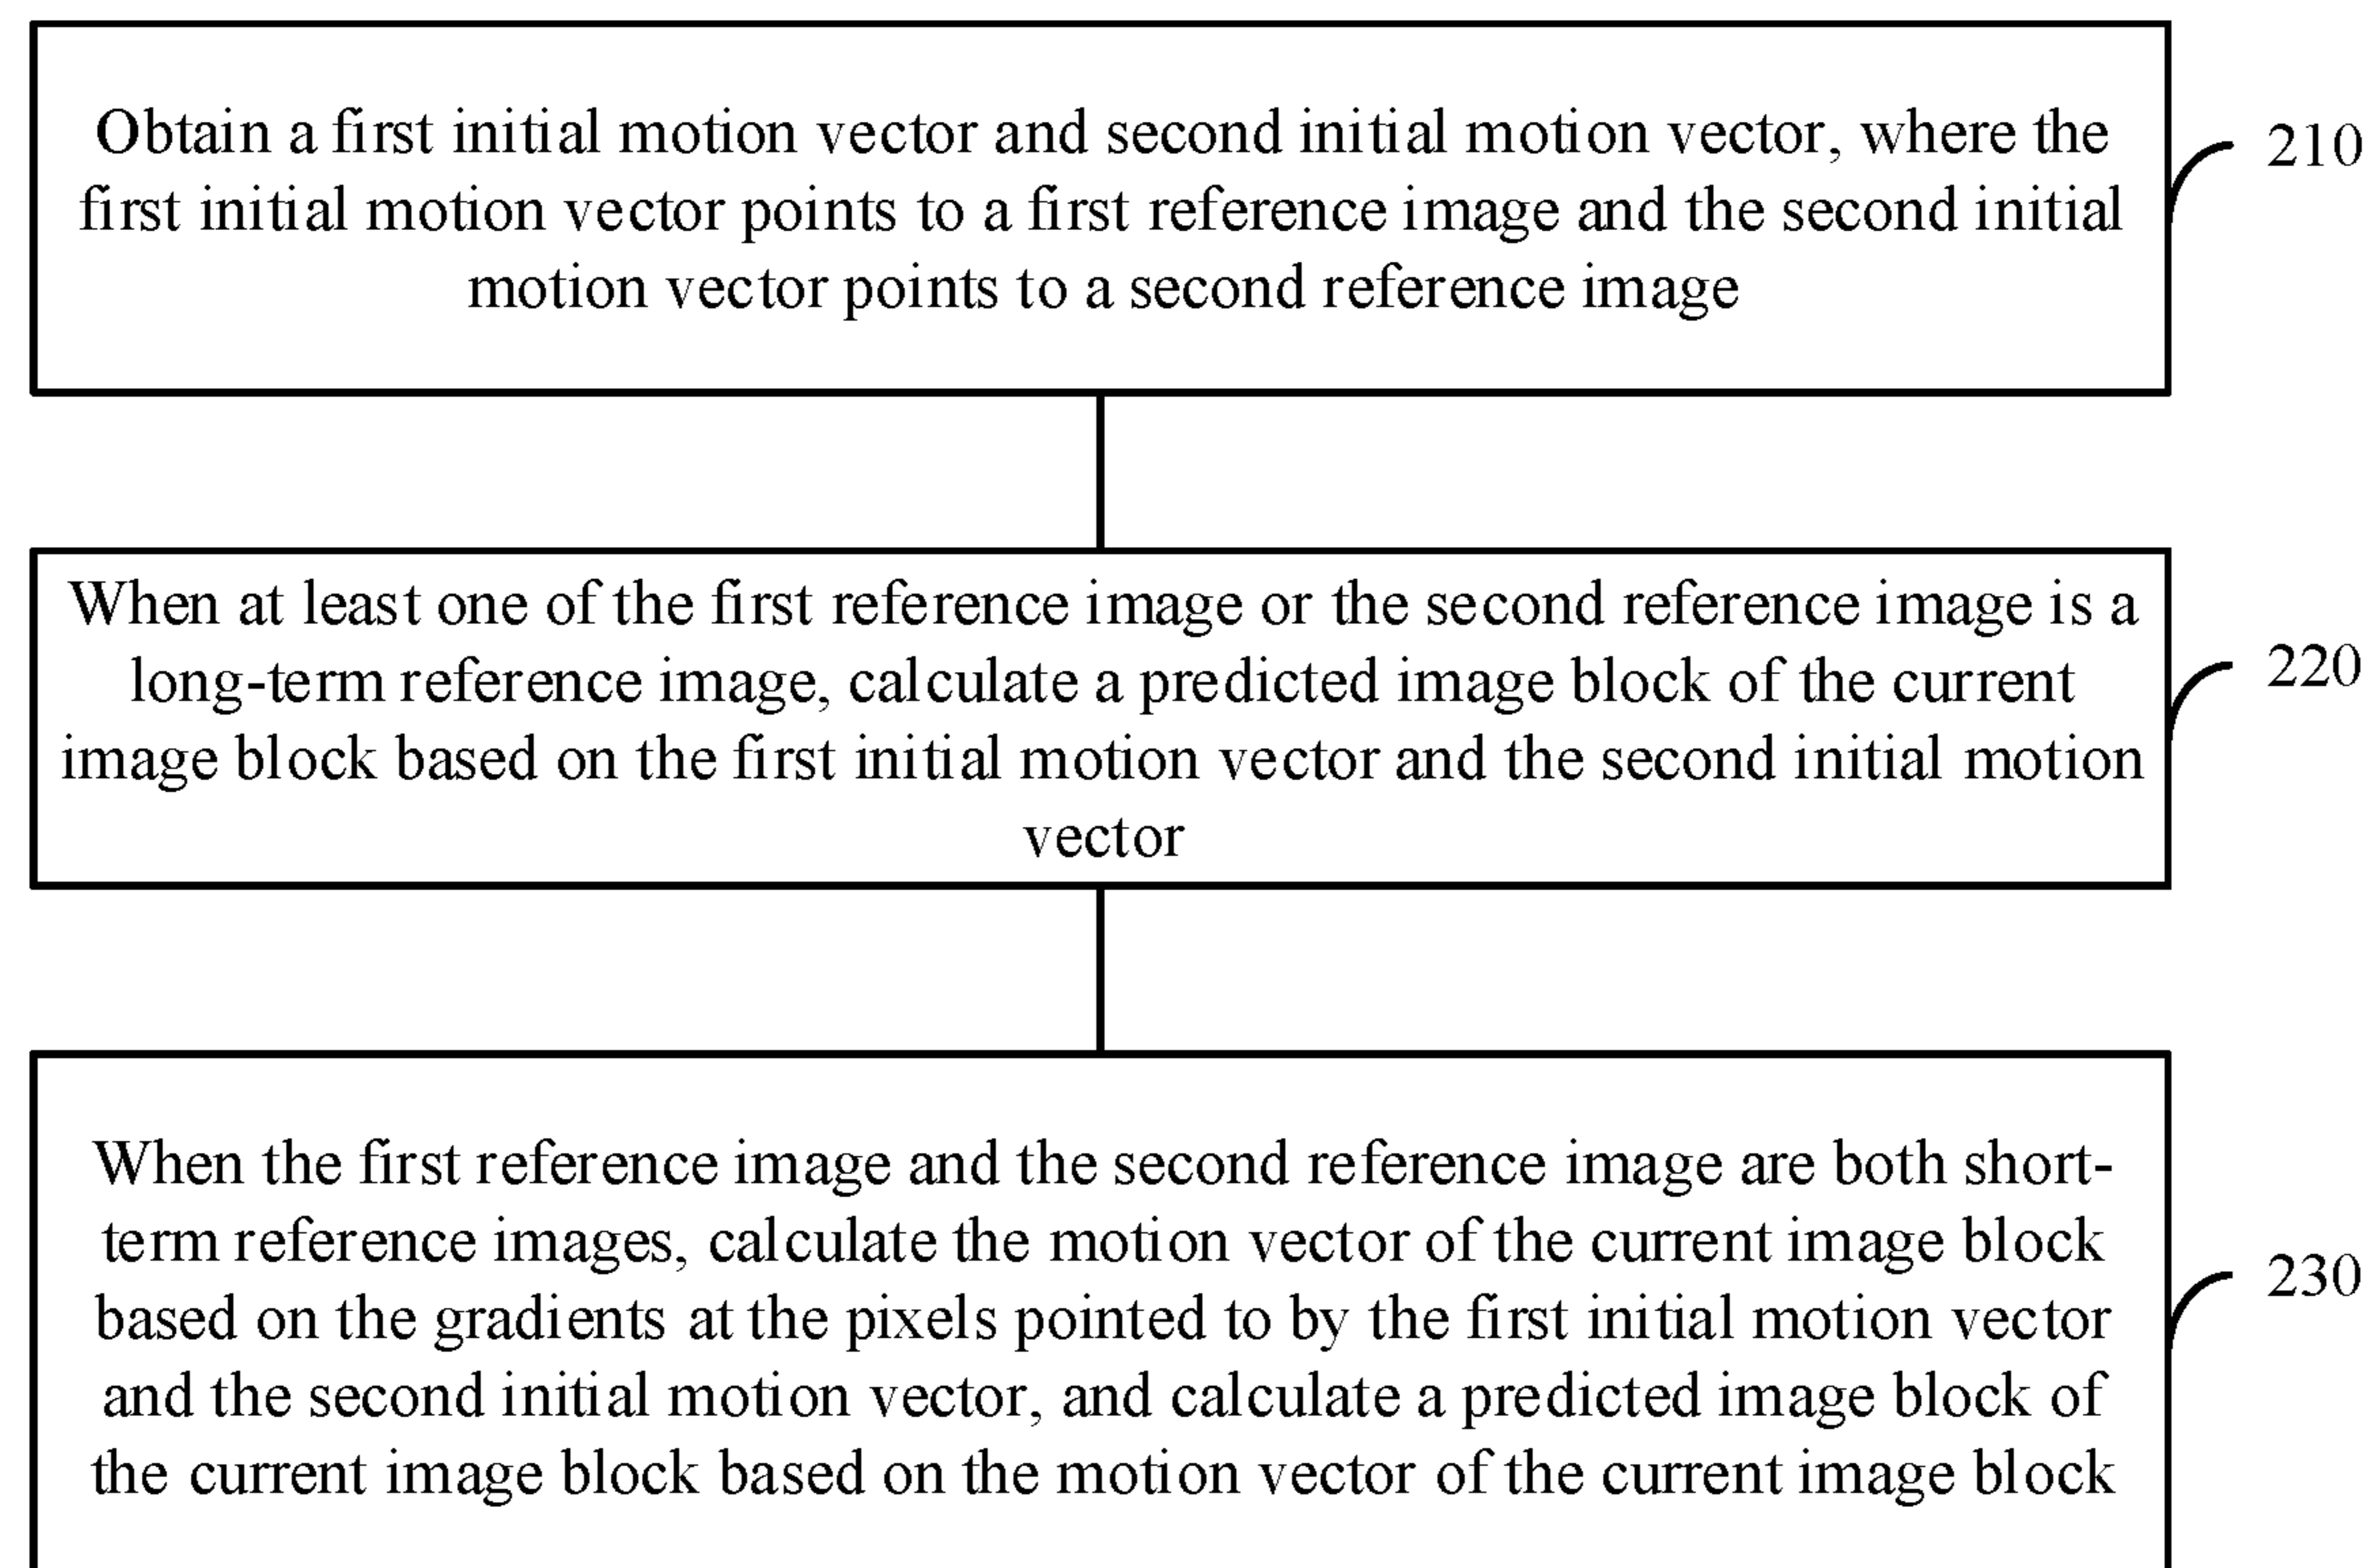 Obtain a first initial motion vector and second initial motion vector, where the
first initial motion vector points to a first reference image and the second initial
motion vector points to a second reference image
210
When at least one of the first reference image or the second reference image is a
long-term reference image, calculate a predicted image block of the current
image block based on the first initial motion vector and the second initial motion
vector
220
When the first reference image and the second reference image are both short-
term reference images, calculate the motion vector of the current image block
based on the gradients at the pixels pointed to by the first initial motion vector
and the second initial motion vector, and calculate a predicted image block of
the current image block based on the motion vector of the current image block
230